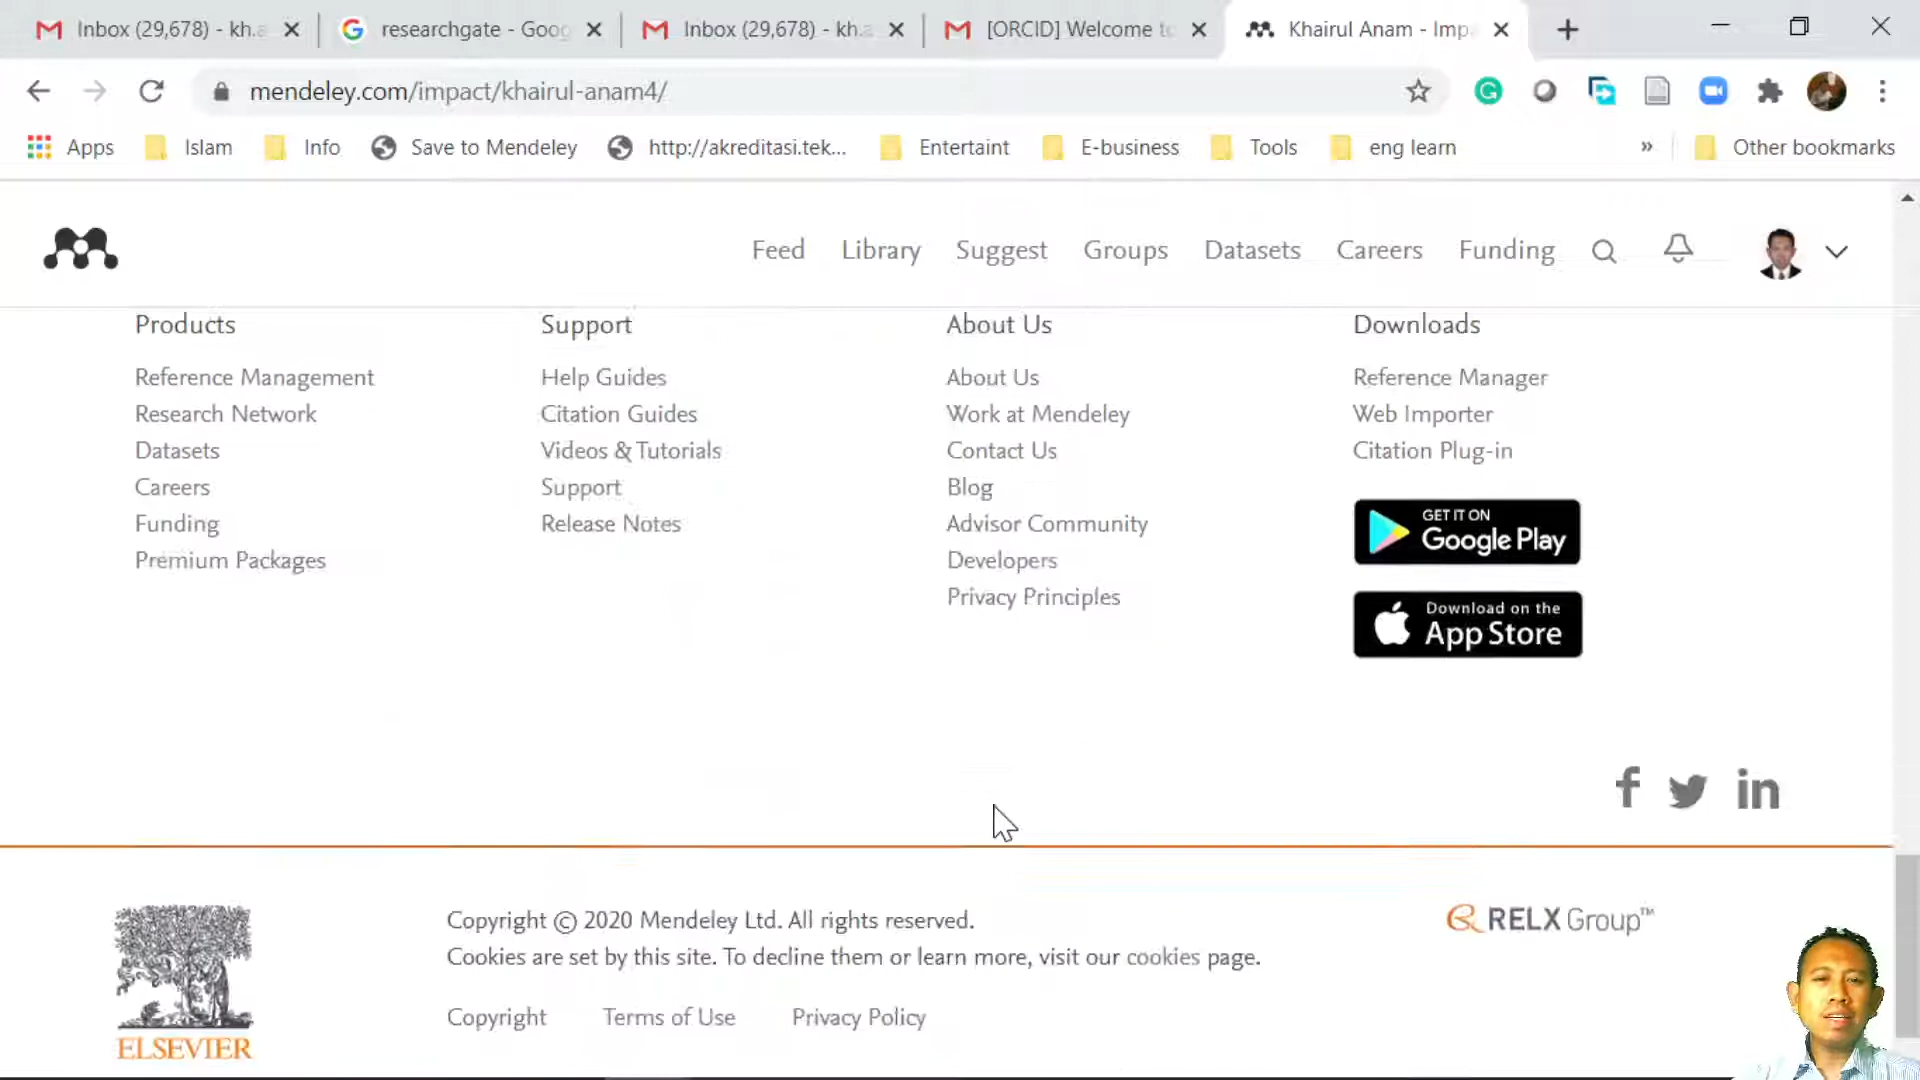 Inbox (29,678) - kh.a
researchgate - Goog
Inbox (29,678) - kh.a
[ORCID] Welcome to
Khairul Anam - Imp
mendeley.com/impact/khairul-anam4/
Apps
Islam
Info
Save to Mendeley
http://akreditasi.tek...
Entertaint
E-business
Tools
eng learn
»
Other bookmarks
Feed
Library
Suggest
Groups
Datasets
Careers
Funding
Products
Reference Management
Research Network
Datasets
Careers
Funding
Premium Packages
Support
Help Guides
Citation Guides
Videos & Tutorials
Support
Release Notes
About Us
About Us
Work at Mendeley
Contact Us
Blog
Advisor Community
Developers
Privacy Principles
Downloads
Reference Manager
Web Importer
Citation Plug-in
GET IT ON
Google Play
Download on the
App Store
Copyright © 2020 Mendeley Ltd. All rights reserved.
Cookies are set by this site. To decline them or learn more, visit our cookies page.
Copyright
Terms of Use
Privacy Policy
ELSEVIER
RELX Group™